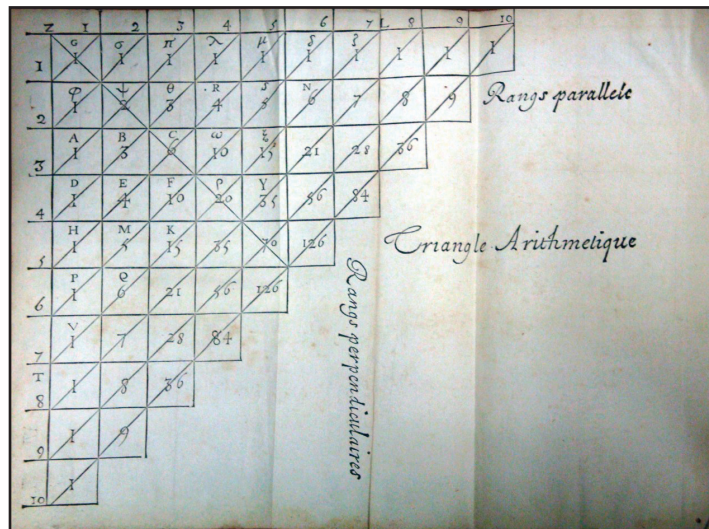 Z 1 2 3 4 5 6 7 L 8 9 10
G σ π λ μ δ ζ
1 1 1 1 1 1 1 1 1 1 1
φ ψ θ R S N
2 1 2 3 4 5 6 7 8 9 Rangs parallele
A B C ω ξ
3 1 3 6 10 15 21 28 36
D E F ρ Y
4 1 4 10 20 35 56 84
Triangle Arithmetique
H M K
5 1 5 15 35 70 126
P Q
6 1 6 21 56 126
V
7 1 7 28 84
T
8 1 8 36
9 1 9
10 1
Rangs perpendiculaires